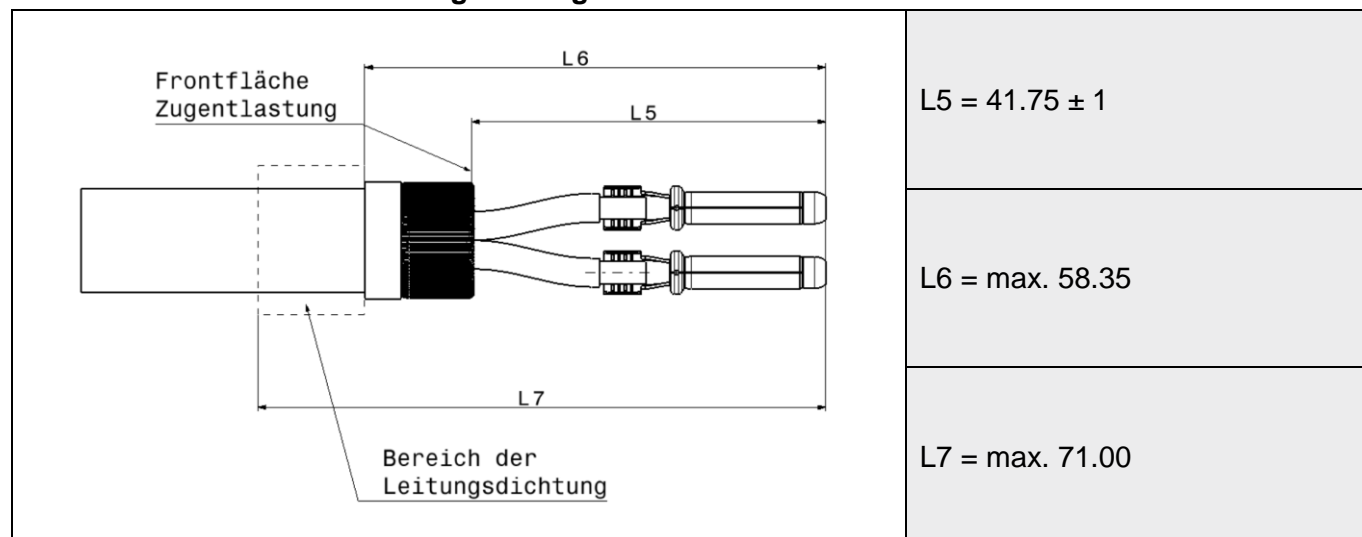 L6
Frontfläche
Zugentlastung
L5
L7
Bereich der
Leitungsdichtung
L5 = 41.75 ± 1
L6 = max. 58.35
L7 = max. 71.00